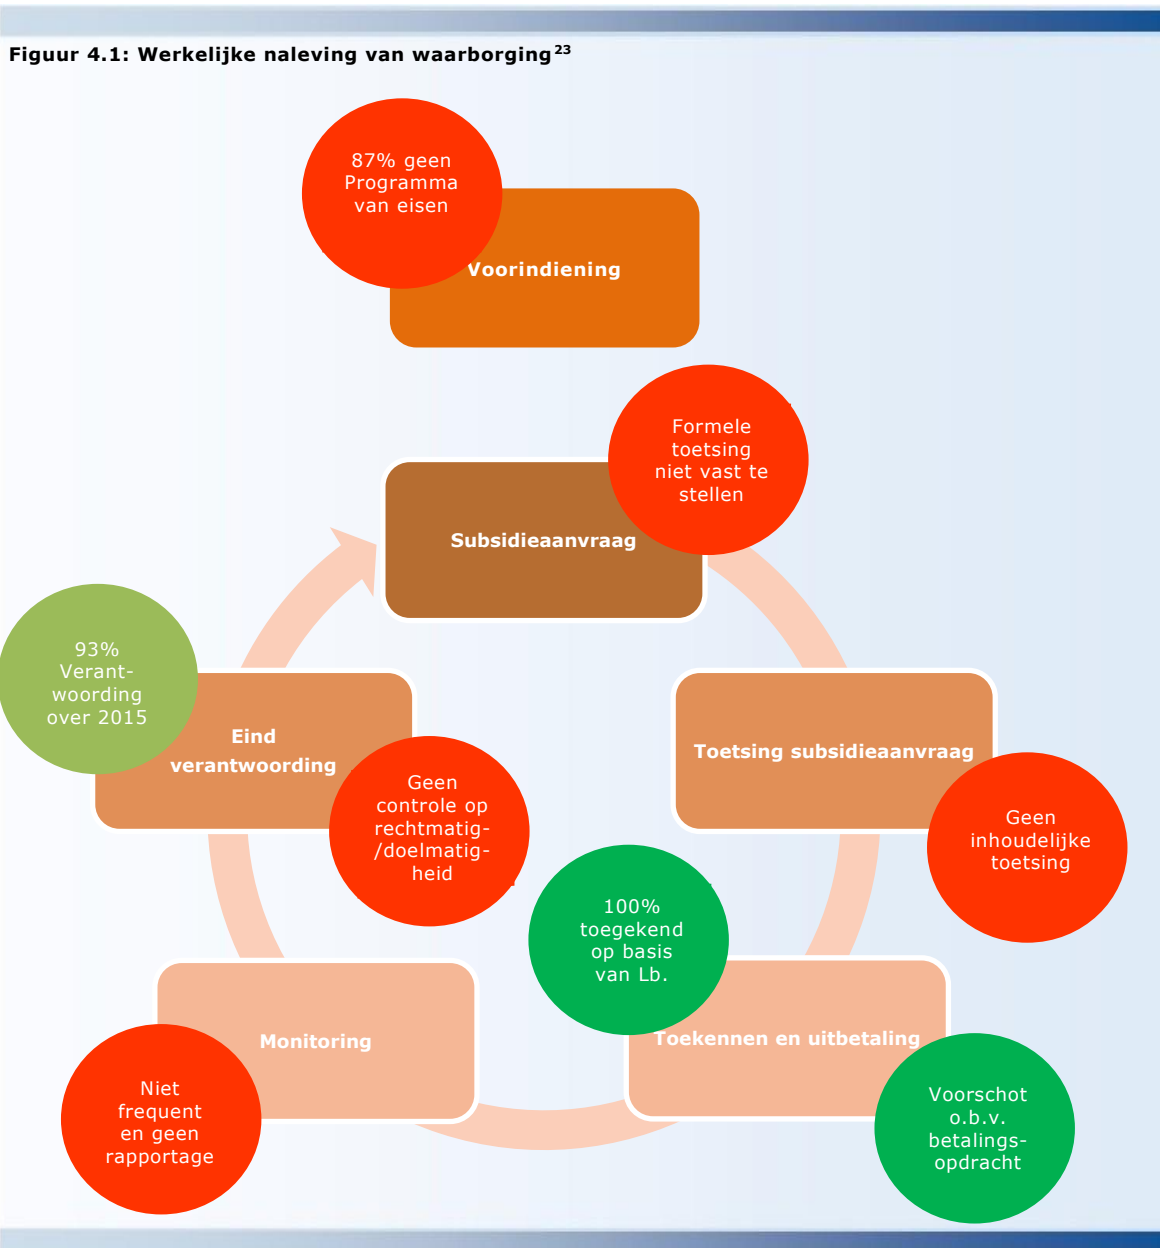 Figuur 4.1: Werkelijke naleving van waarborging²³
87% geen
Programma
van eisen
Voorindiening
Formele
toetsing
niet vast te
stellen
Subsidieaanvraag
93%
Verant-
woording
over 2015
Eind
verantwoording
Geen
controle op
rechtmatig-
/doelmatig-
heid
Toetsing subsidieaanvraag
Geen
inhoudelijke
toetsing
100%
toegekend
op basis
van Lb.
Toekennen en uitbetaling
Voorschot
o.b.v.
betalings-
opdracht
Monitoring
Niet
frequent
en geen
rapportage